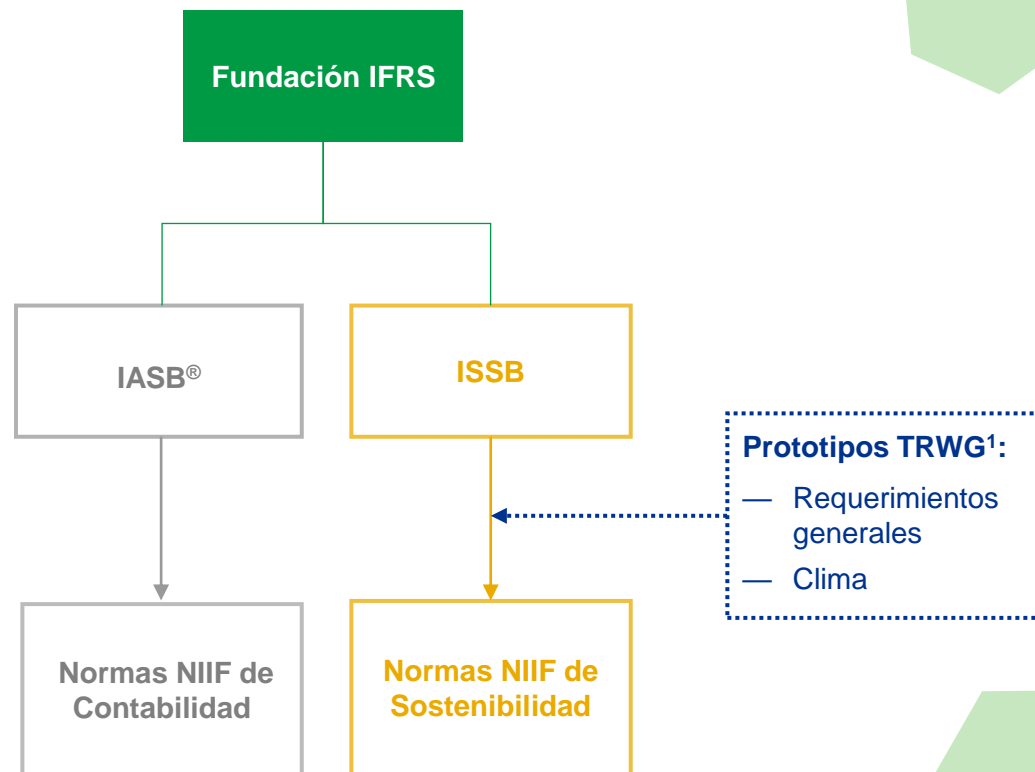 Fundación IFRS
IASB®
ISSB
Prototipos TRWG¹:
— Requerimientos
generales
— Clima
Normas NIIF de
Contabilidad
Normas NIIF de
Sostenibilidad